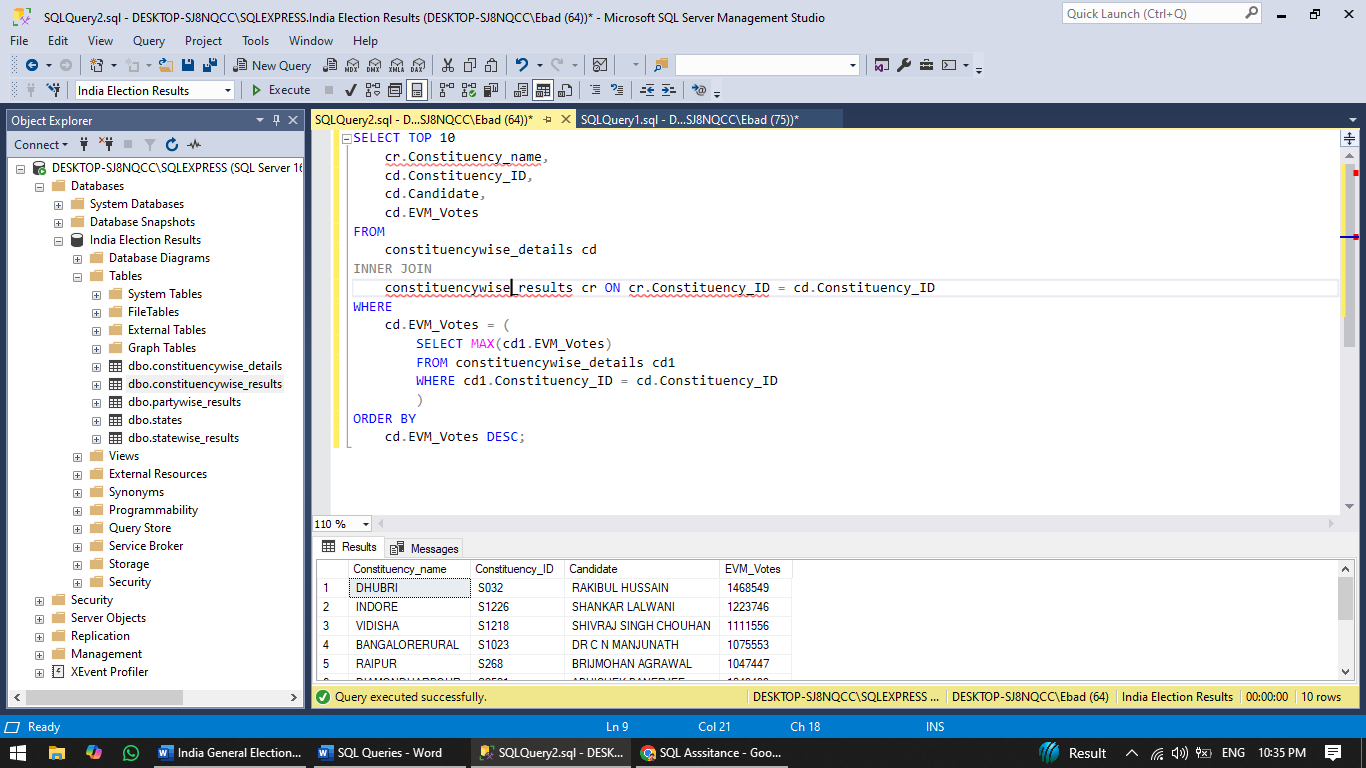 SQLQuery2.sql - DESKTOP-SJ8NQCC\SQLEXPRESS.India Election Results (DESKTOP-SJ8NQCC\Ebad (64))* - Microsoft SQL Server Management Studio
Quick Launch (Ctrl+Q)
File Edit View Query Project Tools Window Help
New Query MDX DMX XMLA DAX
India Election Results Execute
Object Explorer
Connect
DESKTOP-SJ8NQCC\SQLEXPRESS (SQL Server 16
Databases
System Databases
Database Snapshots
India Election Results
Database Diagrams
Tables
System Tables
FileTables
External Tables
Graph Tables
dbo.constituencywise_details
dbo.constituencywise_results
dbo.partywise_results
dbo.states
dbo.statewise_results
Views
External Resources
Synonyms
Programmability
Query Store
Service Broker
Storage
Security
Security
Server Objects
Replication
Management
XEvent Profiler
SQLQuery2.sql - D...SJ8NQCC\Ebad (64))* SQLQuery1.sql - D...SJ8NQCC\Ebad (75))*
SELECT TOP 10
cr.Constituency_name,
cd.Constituency_ID,
cd.Candidate,
cd.EVM_Votes
FROM
constituencywise_details cd
INNER JOIN
constituencywise_results cr ON cr.Constituency_ID = cd.Constituency_ID
WHERE
cd.EVM_Votes = (
SELECT MAX(cd1.EVM_Votes)
FROM constituencywise_details cd1
WHERE cd1.Constituency_ID = cd.Constituency_ID
)
ORDER BY
cd.EVM_Votes DESC;
110 %
Results Messages
Constituency_name Constituency_ID Candidate EVM_Votes
1 DHUBRI S032 RAKIBUL HUSSAIN 1468549
2 INDORE S1226 SHANKAR LALWANI 1223746
3 VIDISHA S1218 SHIVRAJ SINGH CHOUHAN 1111556
4 BANGALORERURAL S1023 DR C N MANJUNATH 1075553
5 RAIPUR S268 BRIJMOHAN AGRAWAL 1047447
Query executed successfully. DESKTOP-SJ8NQCC\SQLEXPRESS ... DESKTOP-SJ8NQCC\Ebad (64) India Election Results 00:00:00 10 rows
Ready Ln 9 Col 21 Ch 18 INS
India General Election... SQL Queries - Word SQLQuery2.sql - DESK... SQL Asssitance - Goo... Result ENG 10:35 PM